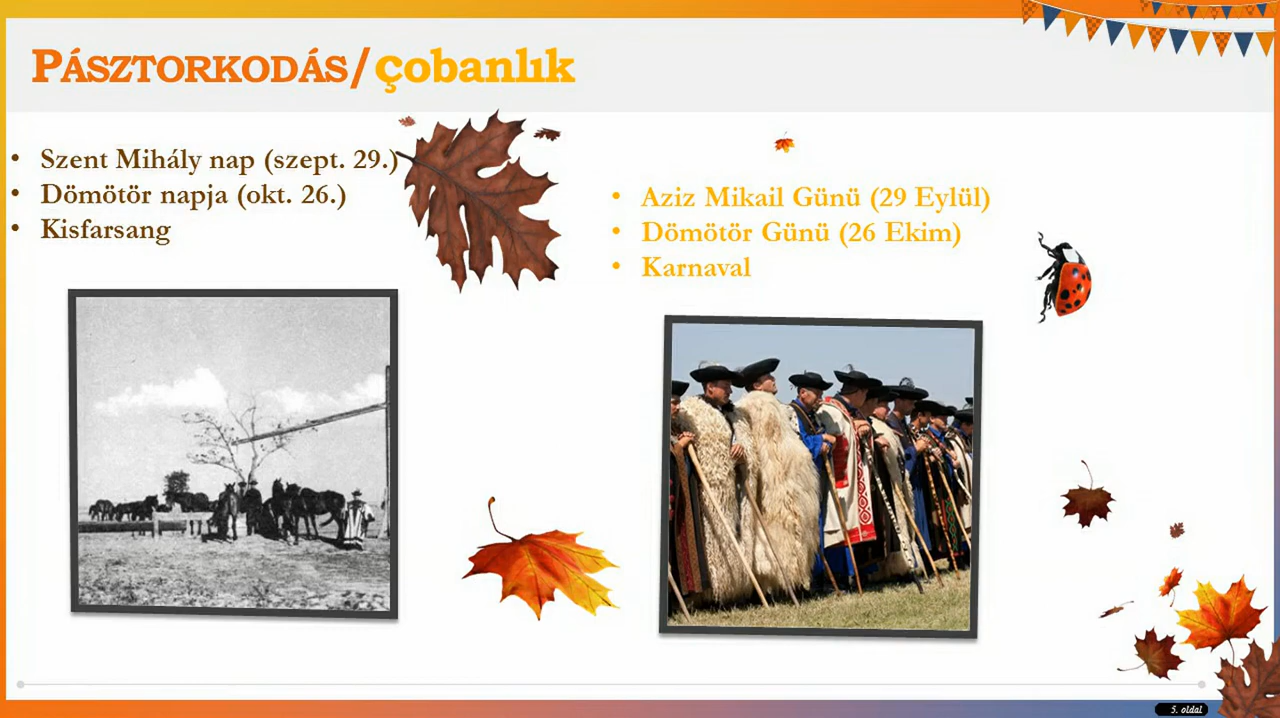 PÁSZTORKODÁS/çobanlık
• Szent Mihály nap (szept. 29.)
• Dömötör napja (okt. 26.)
• Kisfarsang
• Aziz Mikail Günü (29 Eylül)
• Dömötör Günü (26 Ekim)
• Karnaval
5. oldal